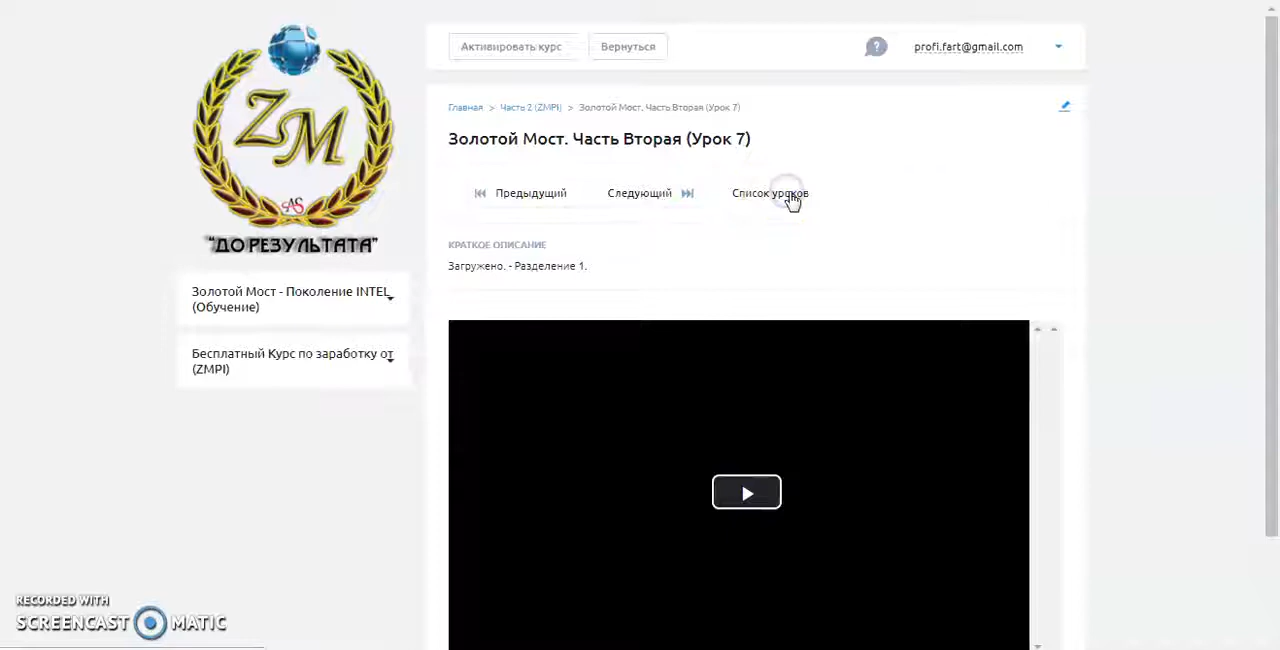 ZM
AS
"ДО РЕЗУЛЬТАТА"
Активировать курс Вернуться ? profi.fart@gmail.com
Главная > Часть 2 (ZMPI) > Золотой Мост. Часть Вторая (Урок 7)
Золотой Мост. Часть Вторая (Урок 7)
Предыдущий Следующий Список уроков
КРАТКОЕ ОПИСАНИЕ
Загружено. - Разделение 1.
Золотой Мост - Поколение INTEL
(Обучение)
Бесплатный Курс по заработку от
(ZMPI)
RECORDED WITH
SCREENCAST MATIC